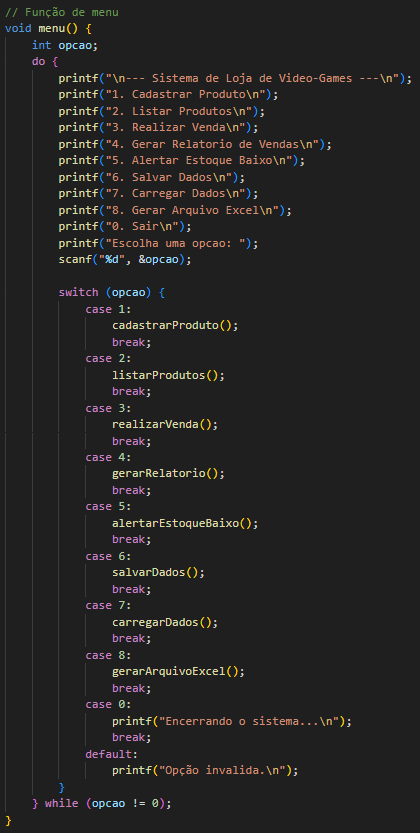 // Função de menu
void menu() {
    int opcao;
    do {
        printf("\n--- Sistema de Loja de Video-Games ---\n");
        printf("1. Cadastrar Produto\n");
        printf("2. Listar Produtos\n");
        printf("3. Realizar Venda\n");
        printf("4. Gerar Relatorio de Vendas\n");
        printf("5. Alertar Estoque Baixo\n");
        printf("6. Salvar Dados\n");
        printf("7. Carregar Dados\n");
        printf("8. Gerar Arquivo Excel\n");
        printf("0. Sair\n");
        printf("Escolha uma opcao: ");
        scanf("%d", &opcao);

        switch (opcao) {
            case 1:
                cadastrarProduto();
                break;
            case 2:
                listarProdutos();
                break;
            case 3:
                realizarVenda();
                break;
            case 4:
                gerarRelatorio();
                break;
            case 5:
                alertarEstoqueBaixo();
                break;
            case 6:
                salvarDados();
                break;
            case 7:
                carregarDados();
                break;
            case 8:
                gerarArquivoExcel();
                break;
            case 0:
                printf("Encerrando o sistema...\n");
                break;
            default:
                printf("Opção invalida.\n");
        }
    } while (opcao != 0);
}